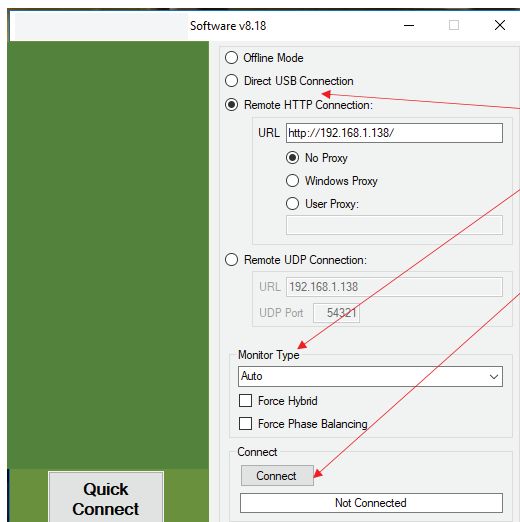 Software v8.18
Offline Mode
Direct USB Connection
Remote HTTP Connection:
URL http://192.168.1.138/
No Proxy
Windows Proxy
User Proxy:
Remote UDP Connection:
URL 192.168.1.138
UDP Port 54321
Monitor Type
Auto
Force Hybrid
Force Phase Balancing
Connect
Connect
Not Connected
Quick
Connect